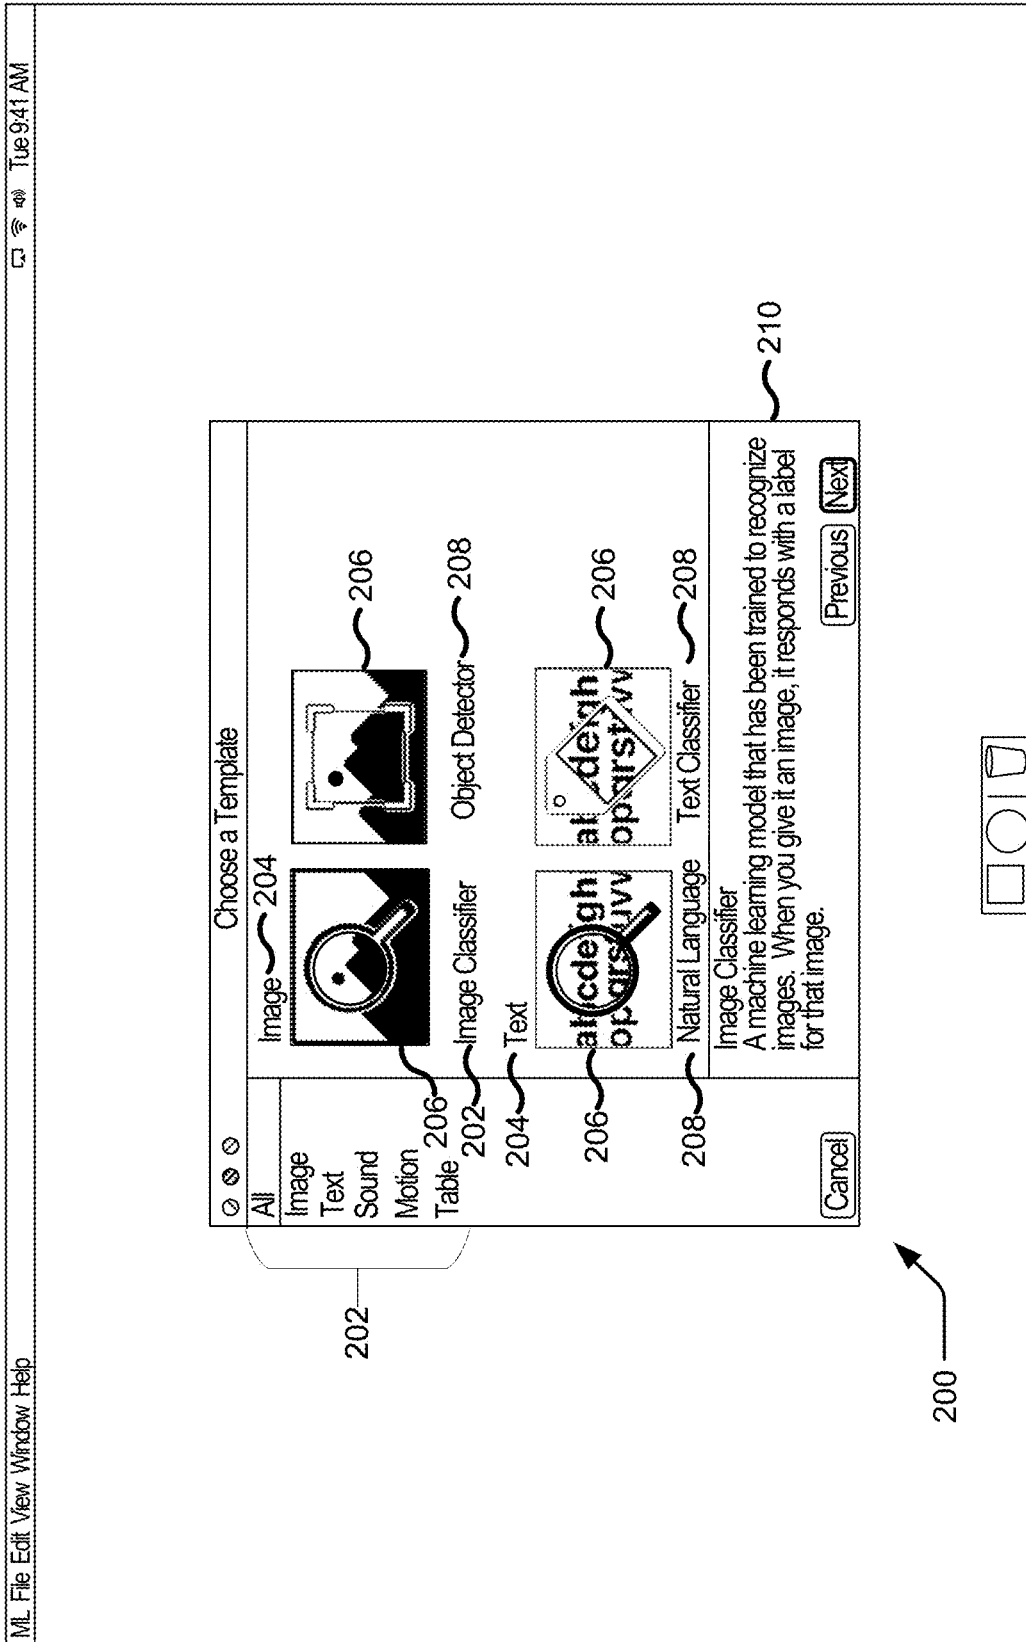 ML File Edit View Window Help
Tue 9:41 AM
Choose a Template
All
Image
Text
Sound
Motion
Table
202
Image 204
206
206
202 Image Classifier
Object Detector 208
204 Text
abcdefgh
opqrstuvv
206
206
208 Natural Language
Text Classifier 208
Image Classifier
A machine learning model that has been trained to recognize
images. When you give it an image, it responds with a label
for that image.
210
Cancel
Previous
Next
200